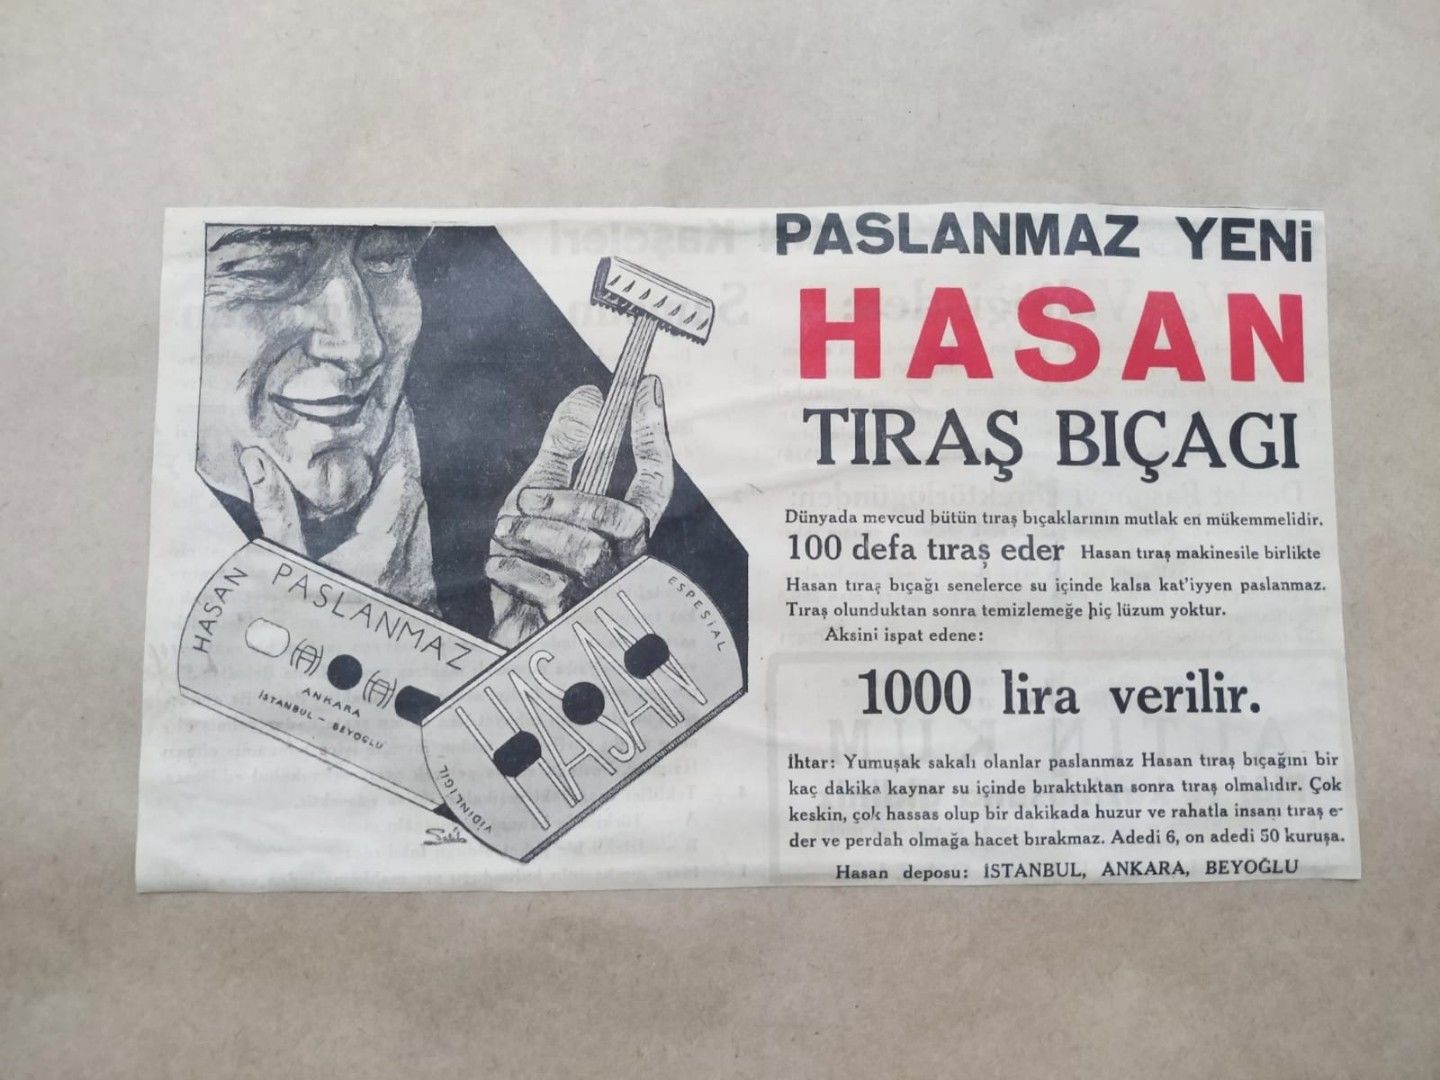 PASLANMAZ YENİ
HASAN
TIRAŞ BIÇAGI
Dünyada mevcud bütün tıraş bıçaklarının mutlak en mükemmelidir.
100 defa tıraş eder Hasan tıraş makinesile birlikte
Hasan tıraş bıçağı senelerce su içinde kalsa kat'iyyen paslanmaz.
Tıraş olunduktan sonra temizlemeğe hiç lüzum yoktur.
Aksini ispat edene:
1000 lira verilir.
İhtar: Yumuşak sakalı olanlar paslanmaz Hasan tıraş bıçağını bir
kaç dakika kaynar su içinde bıraktıktan sonra tıraş olmalıdır. Çok
keskin, çok hassas olup bir dakikada huzur ve rahatla insanı tıraş e-
der ve perdah olmağa hacet bırakmaz. Adedi 6, on adedi 50 kuruşa.
Hasan deposu: İSTANBUL, ANKARA, BEYOĞLU
HASAN
PASLANMAZ
ANKARA
İSTANBUL - BEYOGLU
ESPESIAL
HASAN
VIDINLIGIL